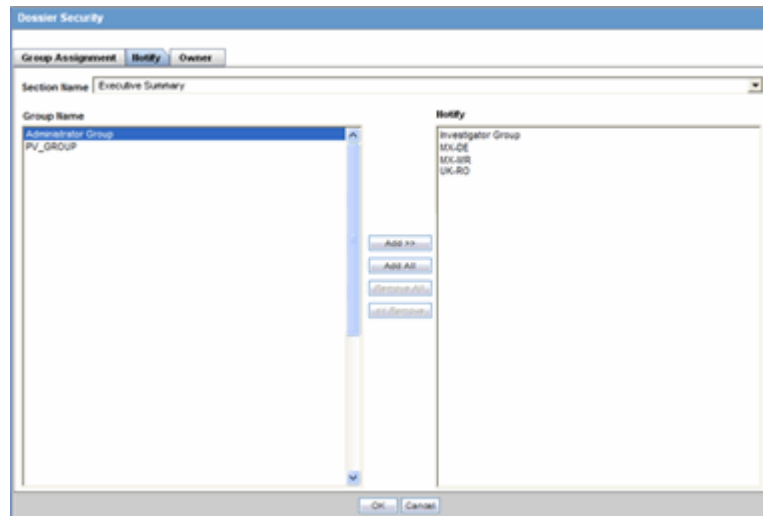 Dossier Security
Group Assignment Notify Owner
Section Name Executive Summary
Group Name Notify
Administrator Group
PV_GROUP
Investigator Group
MX-DE
MX-MR
UK-RO
Add >>
Add All
Remove All
<< Remove
OK Cancel